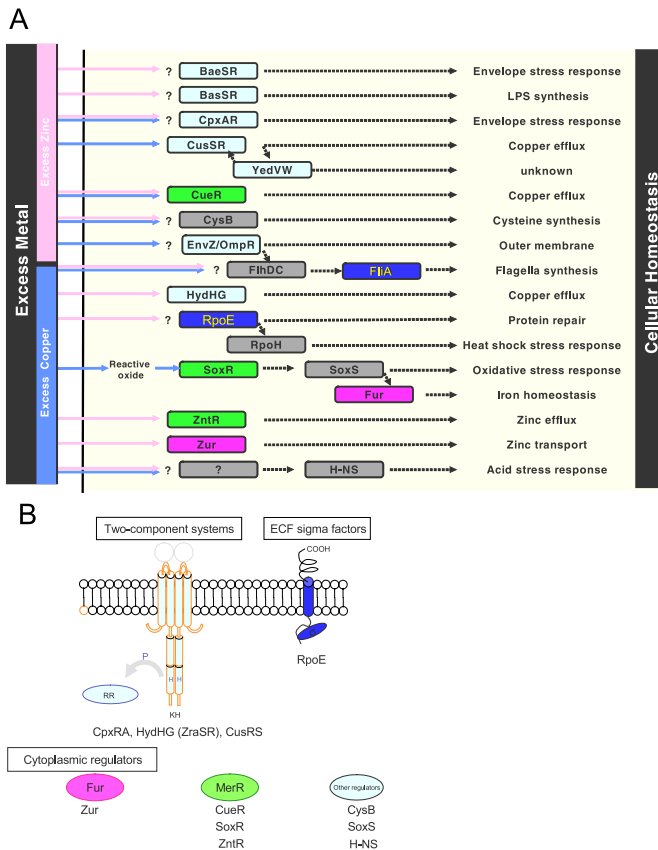 A
Excess Metal
Excess Zinc
Excess Copper
Cellular Homeostasis
? BaeSR Envelope stress response
? BasSR LPS synthesis
? CpxAR Envelope stress response
CusSR Copper efflux
YedVW unknown
CueR Copper efflux
? CysB Cysteine synthesis
? EnvZ/OmpR Outer membrane
? FlhDC FliA Flagella synthesis
HydHG Copper efflux
? RpoE Protein repair
RpoH Heat shock stress response
Reactive
oxide
SoxR SoxS Oxidative stress response
Fur Iron homeostasis
ZntR Zinc efflux
Zur Zinc transport
? ? H-NS Acid stress response
B
Two-component systems
ECF sigma factors
COOH
RpoE
P
H H
RR
KH
CpxRA, HydHG (ZraSR), CusRS
Cytoplasmic regulators
Fur MerR Other regulators
Zur CueR CysB
SoxR SoxS
ZntR H-NS